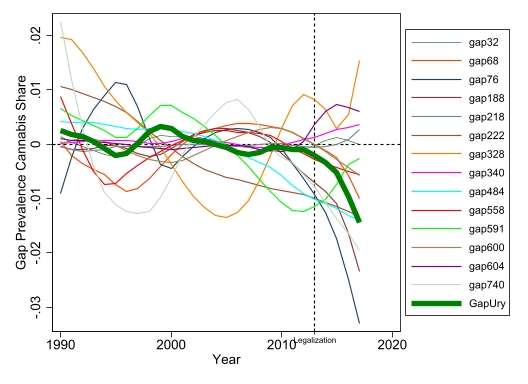 Gap Prevalence Cannabis Share
.02
.01
0
-.01
-.02
-.03
1990
2000
2010
2020
Legalization
Year
gap32
gap68
gap76
gap188
gap218
gap222
gap328
gap340
gap484
gap558
gap591
gap600
gap604
gap740
GapUry